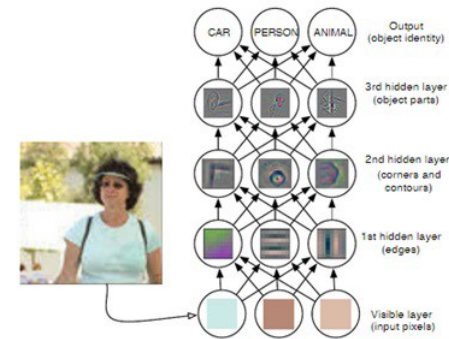 CAR PERSON ANIMAL
Output
(object identity)
3rd hidden layer
(object parts)
2nd hidden layer
(corners and
contours)
1st hidden layer
(edges)
Visible layer
(input pixels)